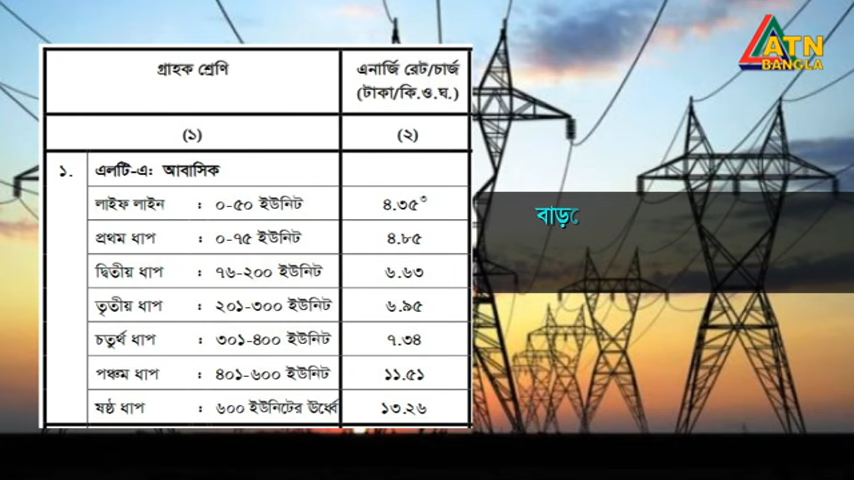 ATN
BANGLA
গ্রাহক শ্রেণি এনার্জি রেট/চার্জ
(টাকা/কি.ও.ঘ.)
(১) (২)
১. এলটি-এ: আবাসিক
লাইফ লাইন : ০-৫০ ইউনিট ৪.৩৫৩
প্রথম ধাপ : ০-৭৫ ইউনিট ৪.৮৫
দ্বিতীয় ধাপ : ৭৬-২০০ ইউনিট ৬.৬৩
তৃতীয় ধাপ : ২০১-৩০০ ইউনিট ৬.৯৫
চতুর্থ ধাপ : ৩০১-৪০০ ইউনিট ৭.৩৪
পঞ্চম ধাপ : ৪০১-৬০০ ইউনিট ১১.৫১
ষষ্ঠ ধাপ : ৬০০ ইউনিটের ঊর্ধ্বে ১৩.২৬